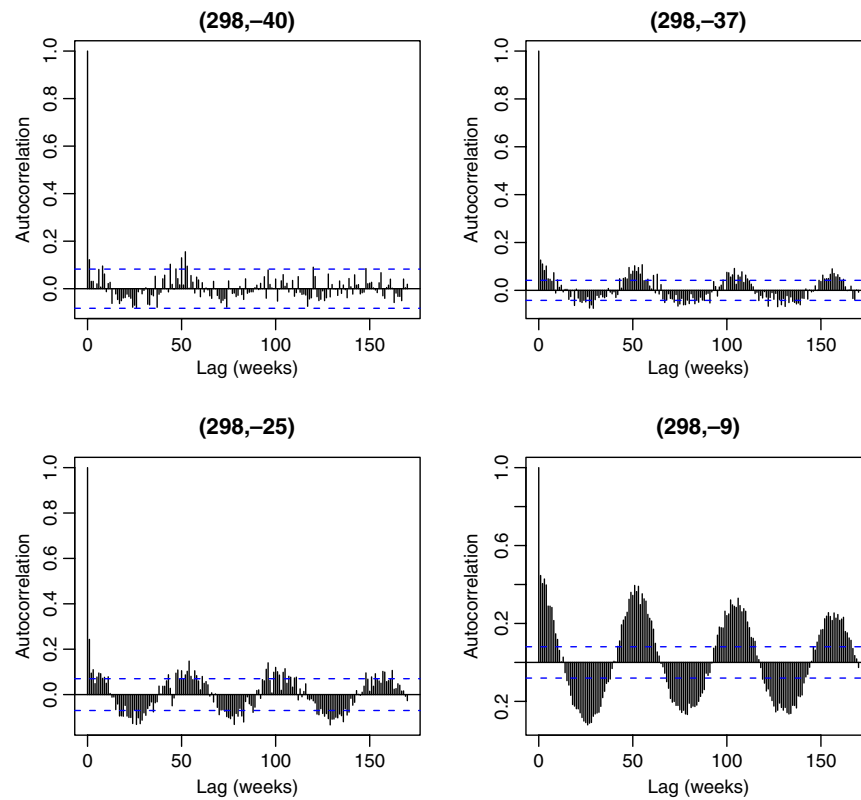 (298,–40)
Autocorrelation
0.0 0.2 0.4 0.6 0.8 1.0
0 50 100 150
Lag (weeks)
(298,–37)
Autocorrelation
0.0 0.2 0.4 0.6 0.8 1.0
0 50 100 150
Lag (weeks)
(298,–25)
Autocorrelation
0.0 0.2 0.4 0.6 0.8 1.0
0 50 100 150
Lag (weeks)
(298,–9)
Autocorrelation
0.2 0.2 0.6 1.0
0 50 100 150
Lag (weeks)